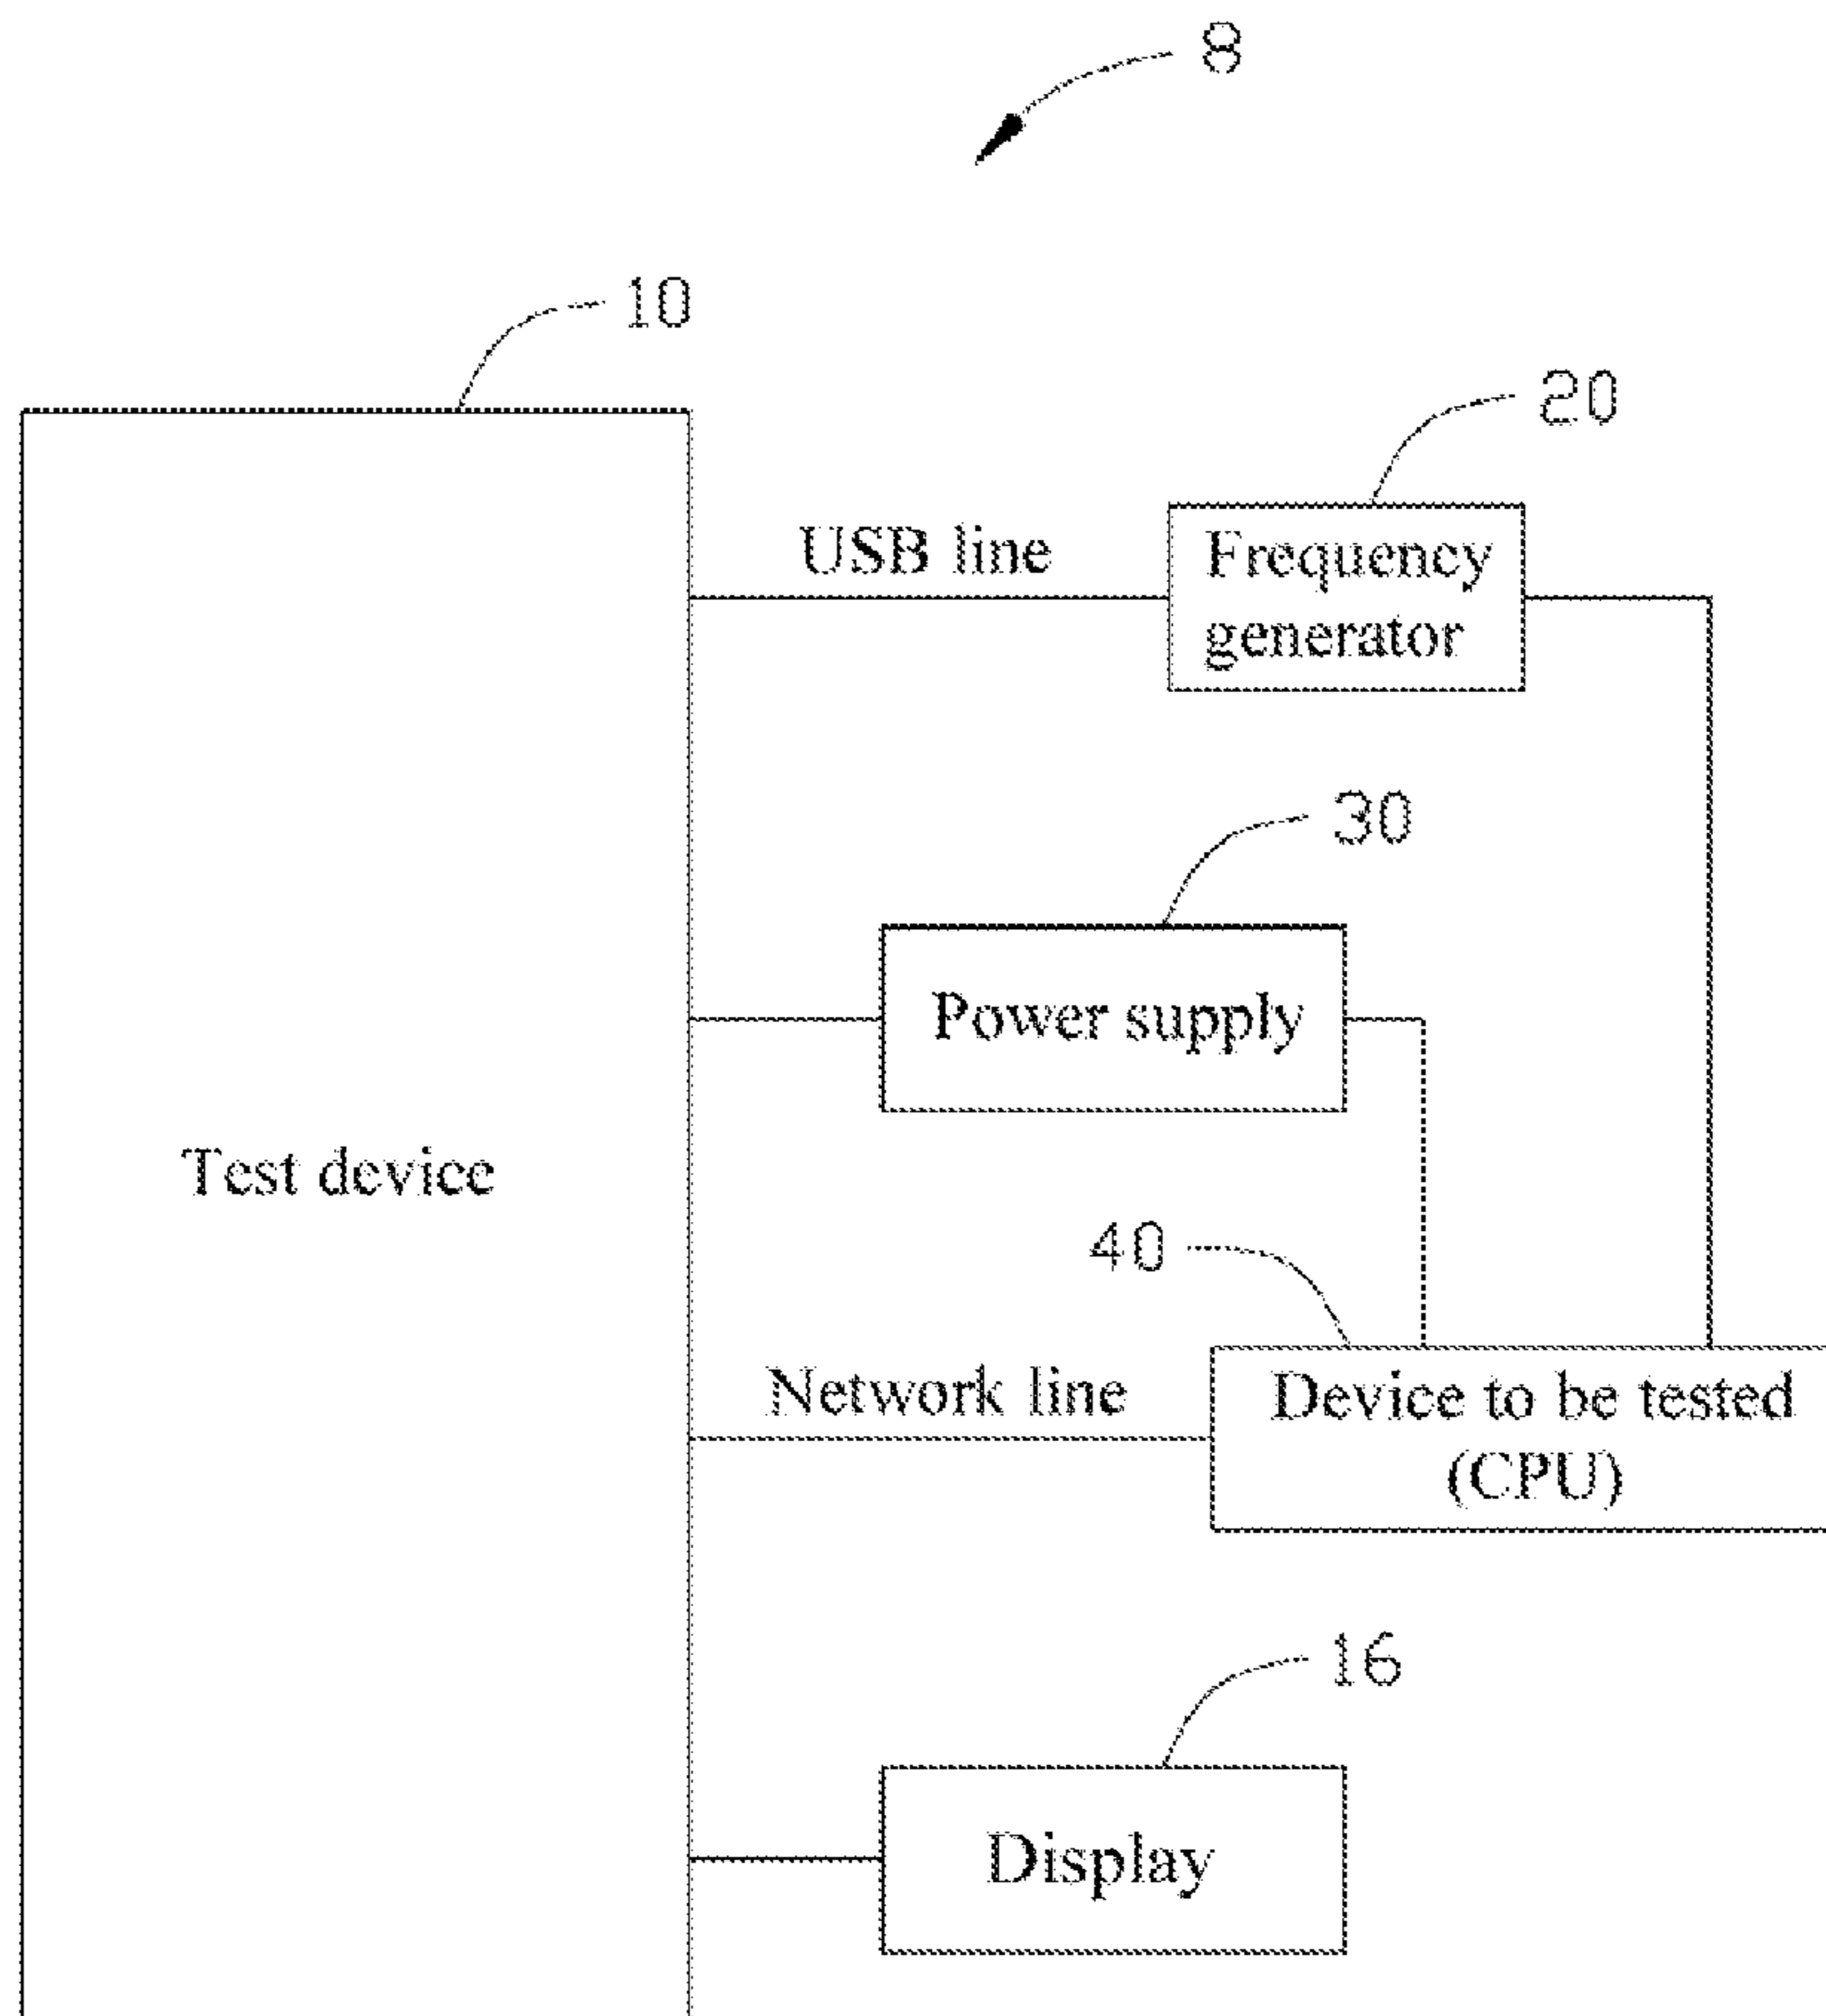 8
10
20
USB line
Frequency
generator
30
Power supply
Test device
40
Network line
Device to be tested
(CPU)
16
Display